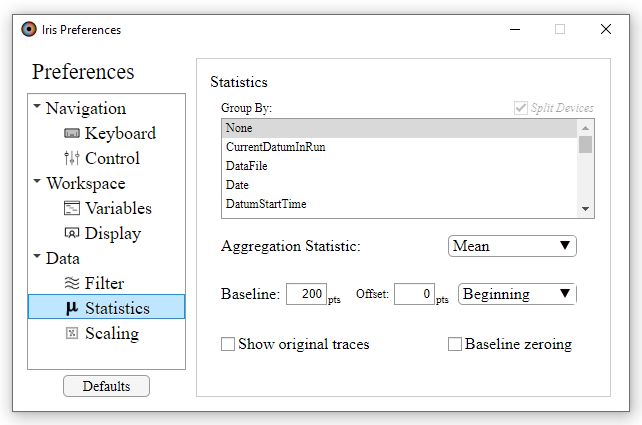 Iris Preferences
Preferences
Navigation
Keyboard
Control
Workspace
Variables
Display
Data
Filter
μ Statistics
Scaling
Defaults
Statistics
Group By:
Split Devices
None
CurrentDatumInRun
DataFile
Date
DatumStartTime
Aggregation Statistic: Mean
Baseline: 200 pts Offset: 0 pts Beginning
Show original traces
Baseline zeroing